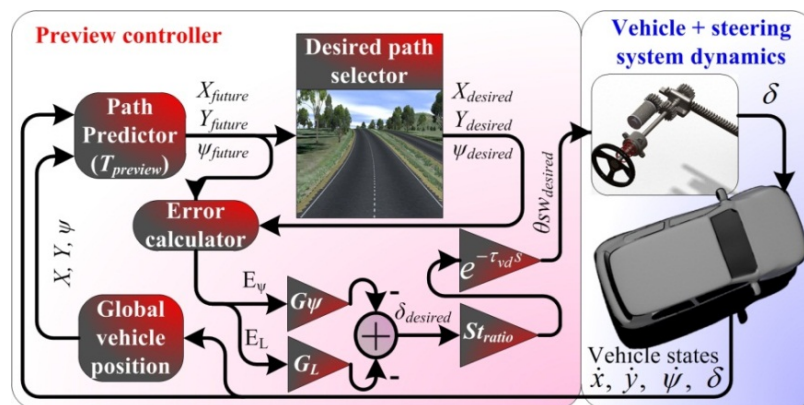 Preview controller
Vehicle + steering
system dynamics
Desired path
selector
Path
Predictor
(T_preview)
X_future
Y_future
ψ_future
X_desired
Y_desired
ψ_desired
δ
Error
calculator
θsw_desired
X, Y, ψ
e^{-τ_vd s}
E_ψ
Gψ
-
δ_desired
+
St_ratio
E_L
G_L
-
Global
vehicle
position
Vehicle states
ẋ, ẏ, ψ̇, δ